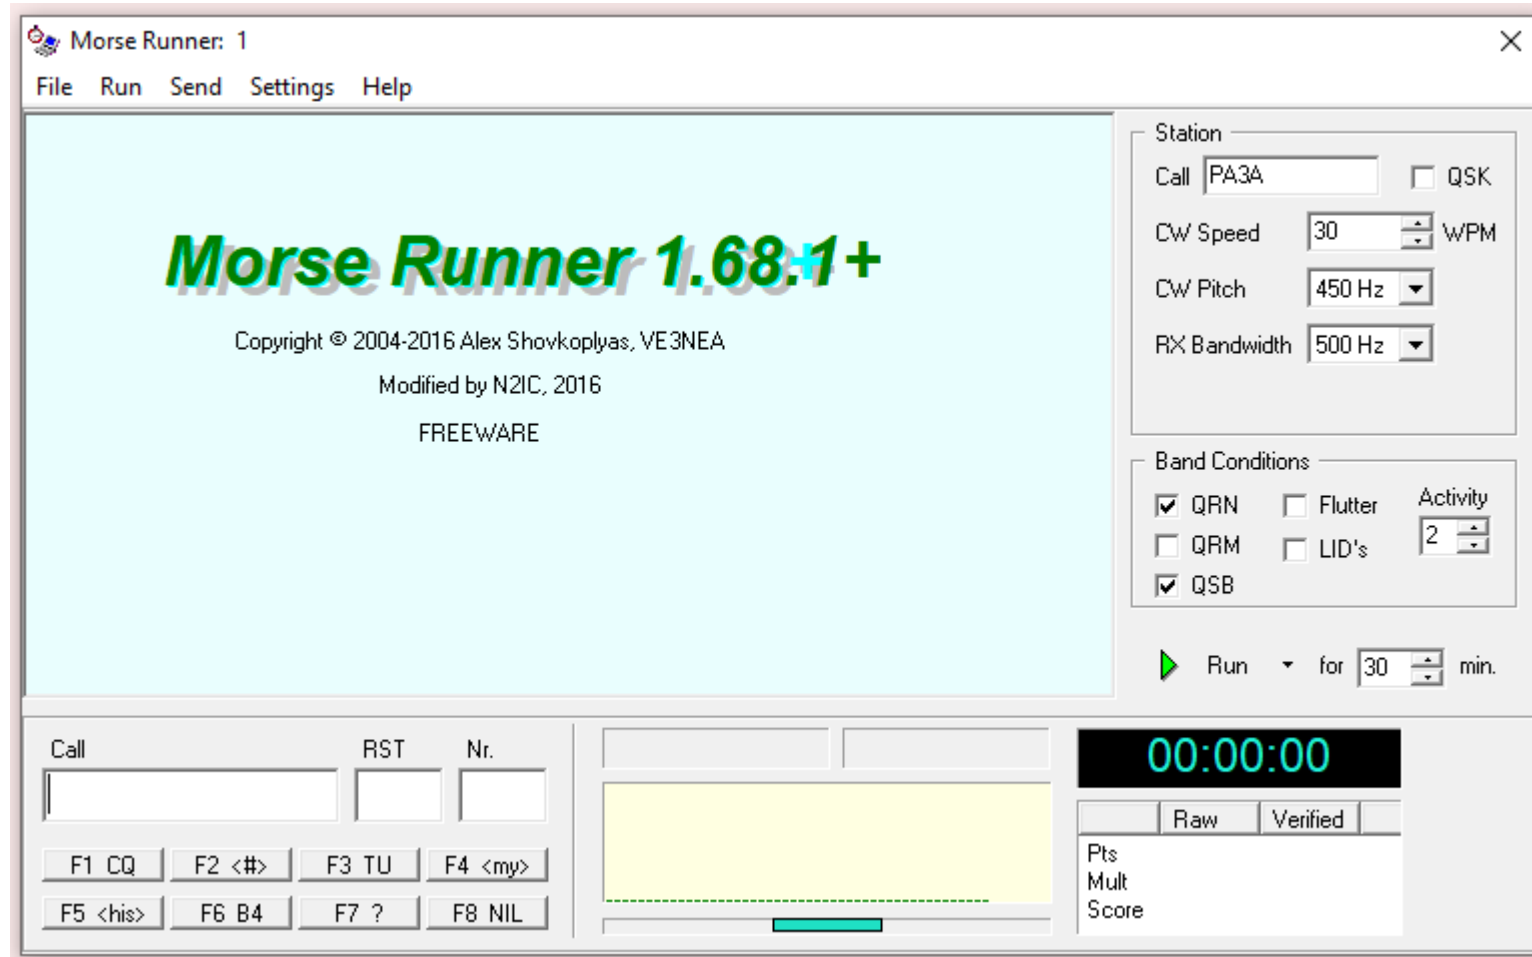 Morse Runner: 1
File Run Send Settings Help
Morse Runner 1.68.1+
Copyright © 2004-2016 Alex Shovkoplyas, VE3NEA
Modified by N2IC, 2016
FREEWARE
Station
Call PA3A QSK
CW Speed 30 WPM
CW Pitch 450 Hz
RX Bandwidth 500 Hz
Band Conditions
QRN Flutter Activity
QRM LID's 2
QSB
Run for 30 min.
Call RST Nr.
F1 CQ F2 <#> F3 TU F4 <my>
F5 <his> F6 B4 F7 ? F8 NIL
00:00:00
Raw Verified
Pts
Mult
Score